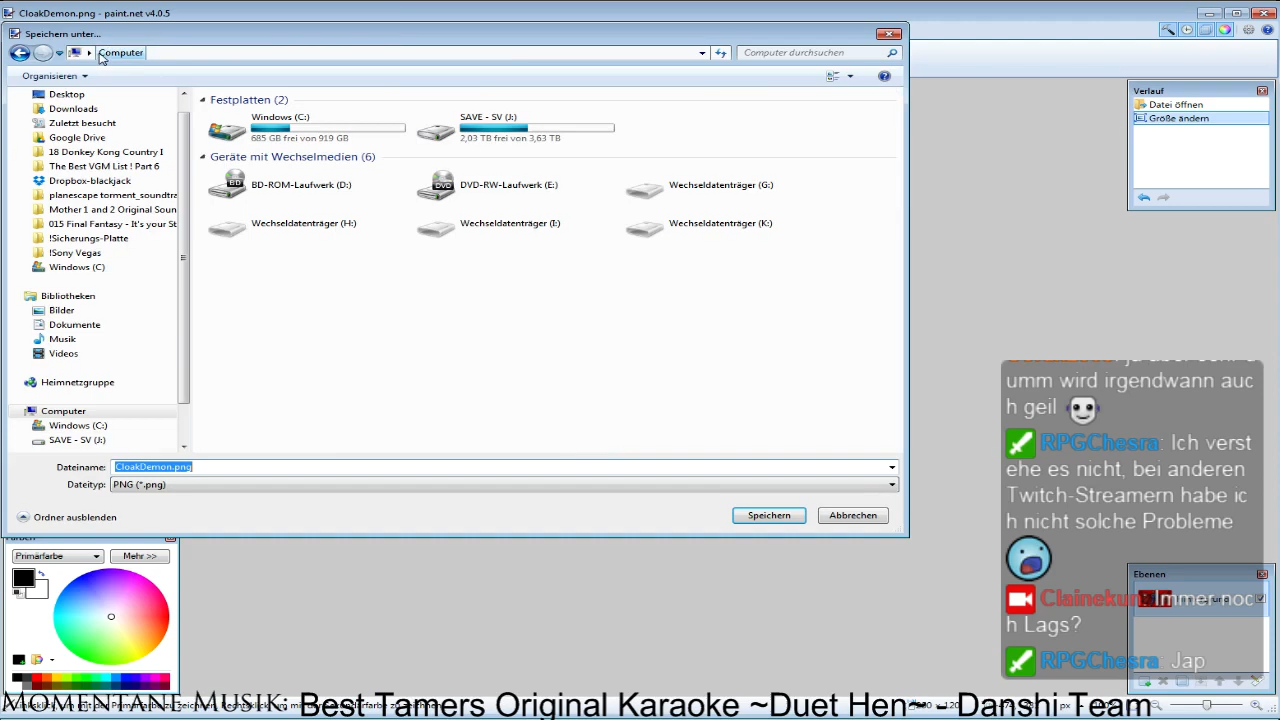 CloakDemon.png - paint.net v4.0.5
Speichern unter...
Computer
Computer durchsuchen
Organisieren
Desktop
Downloads
Zuletzt besucht
Google Drive
18 Donkey Kong Country I
The Best VGM List ! Part 6
Dropbox-blackjack
planescape torment_soundtra
Mother 1 and 2 Original Soun
015 Final Fantasy - It's your St
!Sicherungs-Platte
!Sony Vegas
Windows (C)
Bibliotheken
Bilder
Dokumente
Musik
Videos
Heimnetzgruppe
Computer
Windows (C:)
SAVE - SV (J:)
Festplatten (2)
Windows (C:)
685 GB frei von 919 GB
SAVE - SV (J:)
2,03 TB frei von 3,63 TB
Geräte mit Wechselmedien (6)
BD-ROM-Laufwerk (D:)
DVD-RW-Laufwerk (E:)
Wechseldatenträger (G:)
Wechseldatenträger (H:)
Wechseldatenträger (I:)
Wechseldatenträger (K:)
Dateiname: CloakDemon.png
Dateityp: PNG (*.png)
Ordner ausblenden
Speichern
Abbrechen
Verlauf
Datei öffnen
Größe ändern
Farben
Primärfarbe
Mehr >>
umm wird irgendwann auc
h geil
RPGChesra: Ich verst
ehe es nicht, bei anderen
Twitch-Streamern habe ic
h nicht solche Probleme
Ebenen
Clainekun: Immer noc
h Lags?
RPGChesra: Jap
Momentane Musik: Best Tamers Original Karaoke ~Duet Hen~ - Danshi Team